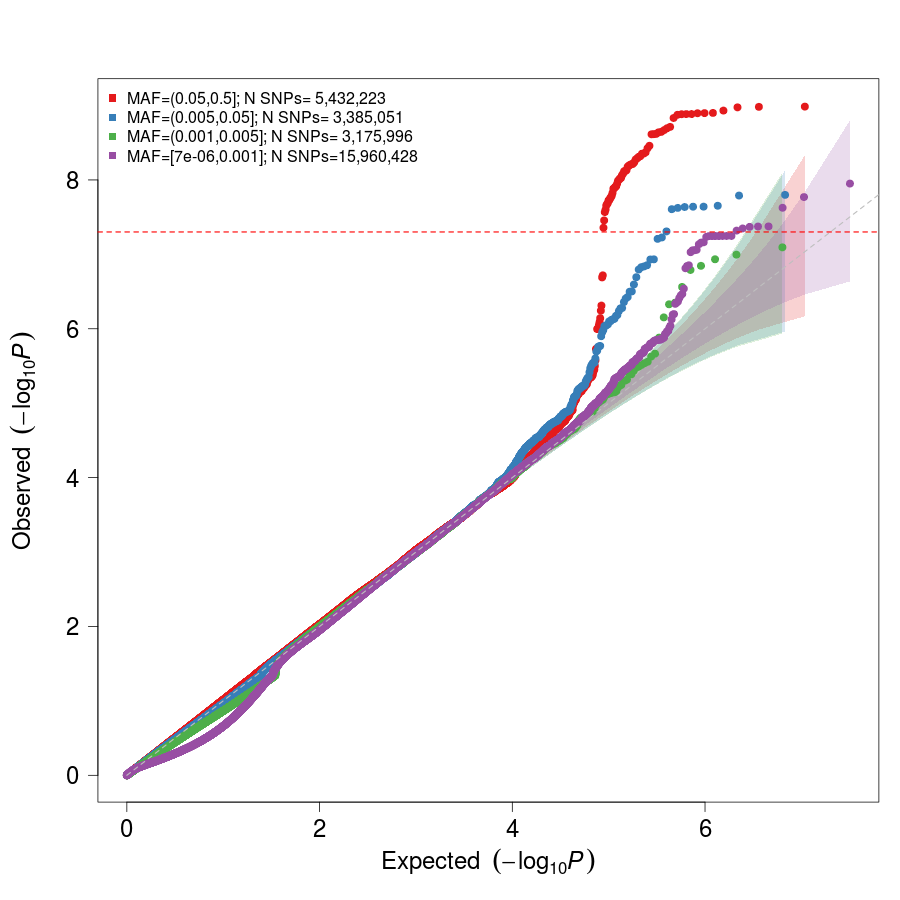 MAF=(0.05,0.5]; N SNPs= 5,432,223
MAF=(0.005,0.05]; N SNPs= 3,385,051
MAF=(0.001,0.005]; N SNPs= 3,175,996
MAF=[7e-06,0.001]; N SNPs=15,960,428
8
6
4
2
0
Observed (−log₁₀P)
0 2 4 6
Expected (−log₁₀P)